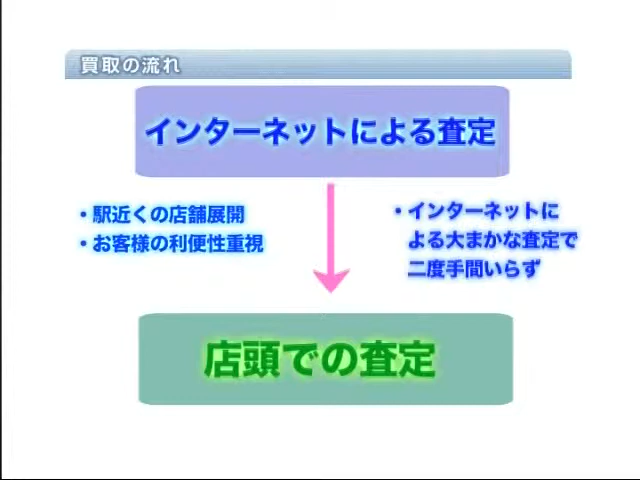 買取の流れ
インターネットによる査定
・駅近くの店舗展開
・お客様の利便性重視
・インターネットに
よる大まかな査定で
二度手間いらず
店頭での査定